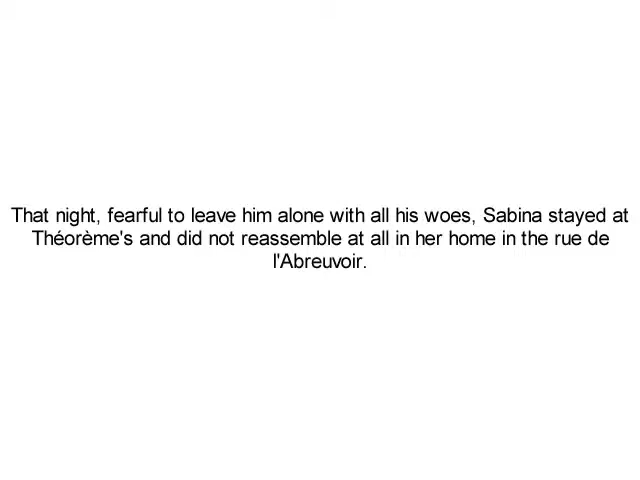 That night, fearful to leave him alone with all his woes, Sabina stayed at
Théorème's and did not reassemble at all in her home in the rue de
l'Abreuvoir.